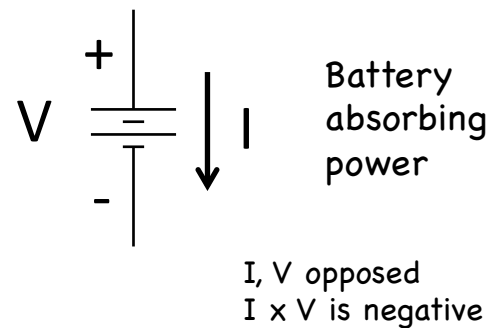 +
V
I
-
Battery
absorbing
power
I, V opposed
I x V is negative